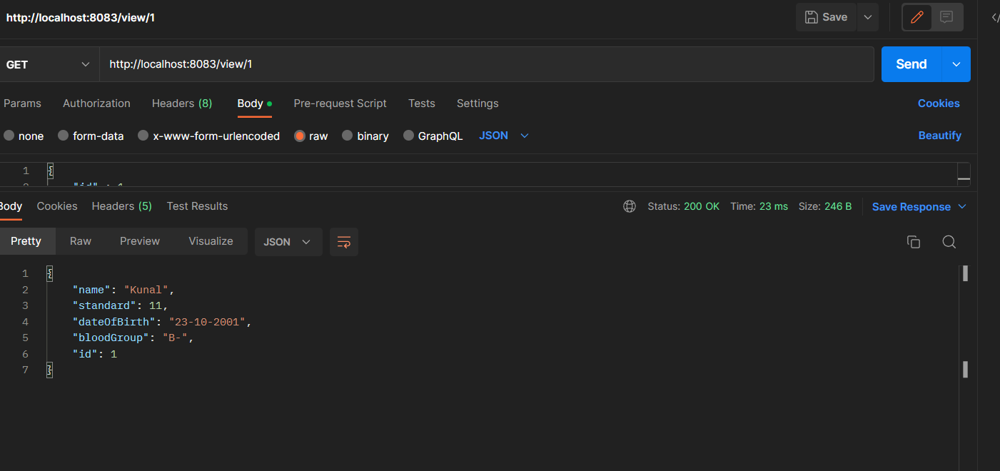 http://localhost:8083/view/1
Save
GET http://localhost:8083/view/1 Send
Params Authorization Headers (8) Body Pre-request Script Tests Settings Cookies
none form-data x-www-form-urlencoded raw binary GraphQL JSON Beautify
1 {
2 "id" : 1
Body Cookies Headers (5) Test Results Status: 200 OK Time: 23 ms Size: 246 B Save Response
Pretty Raw Preview Visualize JSON
1 {
2 "name": "Kunal",
3 "standard": 11,
4 "dateOfBirth": "23-10-2001",
5 "bloodGroup": "B-",
6 "id": 1
7 }